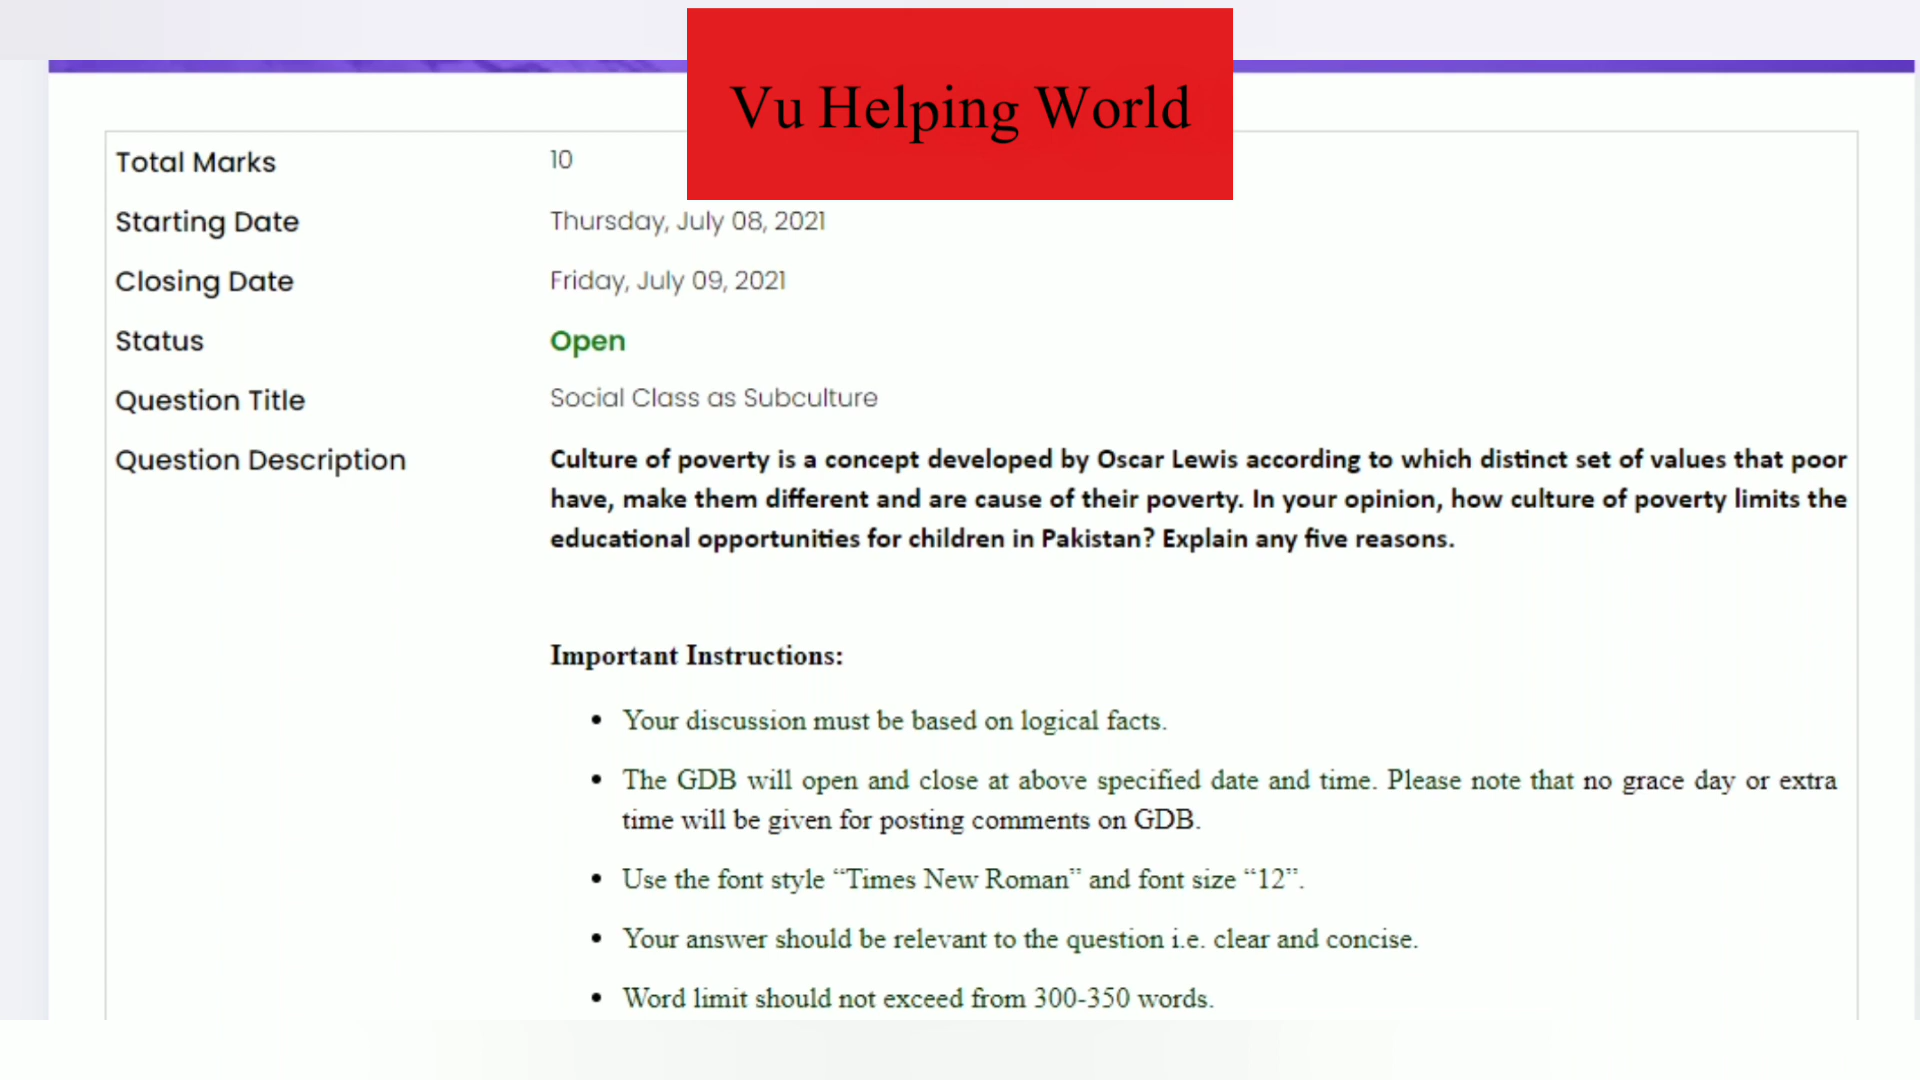 Vu Helping World
Total Marks 10
Starting Date Thursday, July 08, 2021
Closing Date Friday, July 09, 2021
Status Open
Question Title Social Class as Subculture
Question Description Culture of poverty is a concept developed by Oscar Lewis according to which distinct set of values that poor
have, make them different and are cause of their poverty. In your opinion, how culture of poverty limits the
educational opportunities for children in Pakistan? Explain any five reasons.
Important Instructions:
• Your discussion must be based on logical facts.
• The GDB will open and close at above specified date and time. Please note that no grace day or extra
time will be given for posting comments on GDB.
• Use the font style “Times New Roman” and font size “12”.
• Your answer should be relevant to the question i.e. clear and concise.
• Word limit should not exceed from 300-350 words.